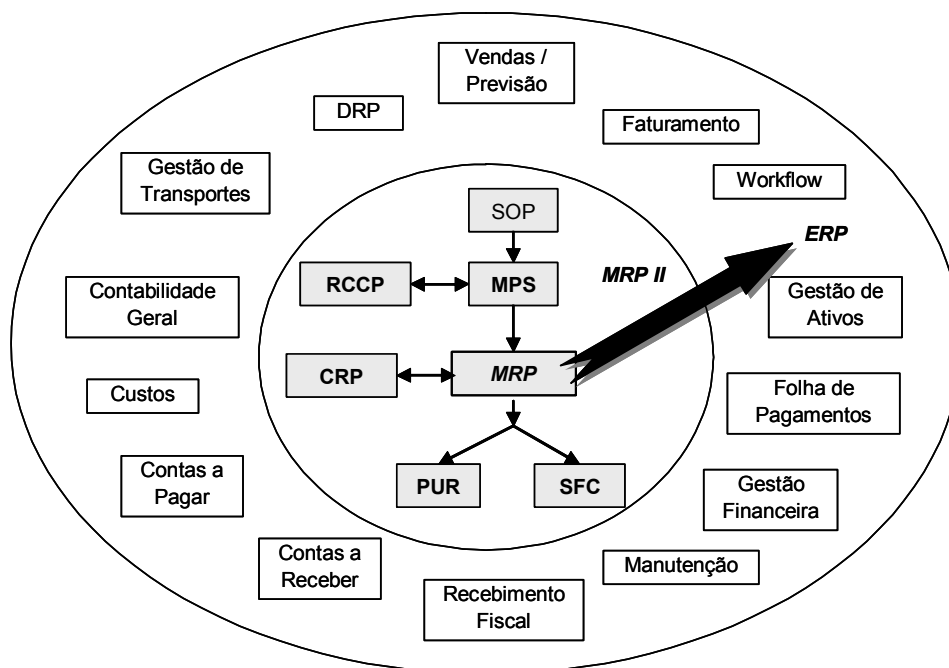 Vendas /
Previsão
DRP
Faturamento
Gestão de
Transportes
Workflow
SOP
ERP
RCCP
MPS
MRP II
Contabilidade
Geral
Gestão de
Ativos
CRP
MRP
Custos
Folha de
Pagamentos
Contas a
Pagar
PUR
SFC
Gestão
Financeira
Contas a
Receber
Manutenção
Recebimento
Fiscal